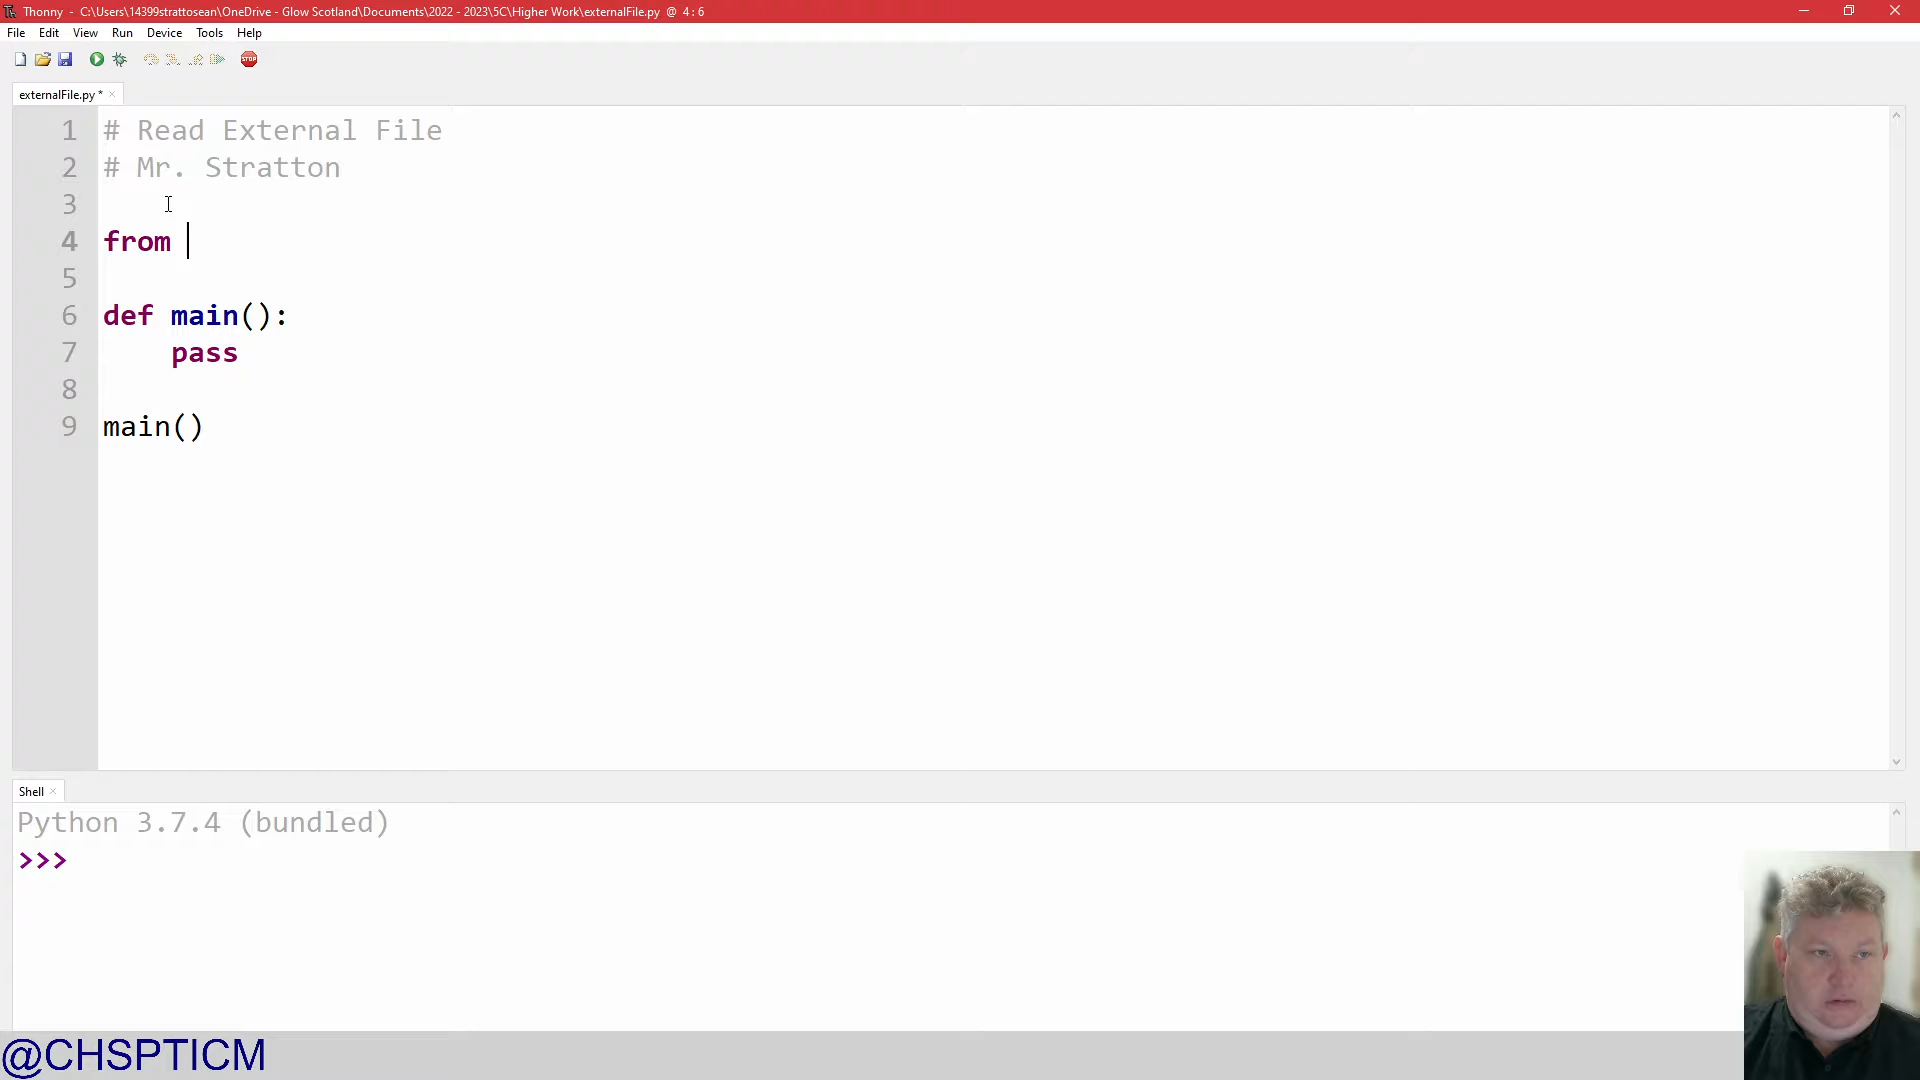 Thonny - C:\Users\14399strattosean\OneDrive - Glow Scotland\Documents\2022 - 2023\5C\Higher Work\externalFile.py @ 4:6
File Edit View Run Device Tools Help
STOP
externalFile.py *
1 # Read External File
2 # Mr. Stratton
3
4 from
5
6 def main():
7 pass
8
9 main()
Shell
Python 3.7.4 (bundled)
>>>
@CHSPTICM